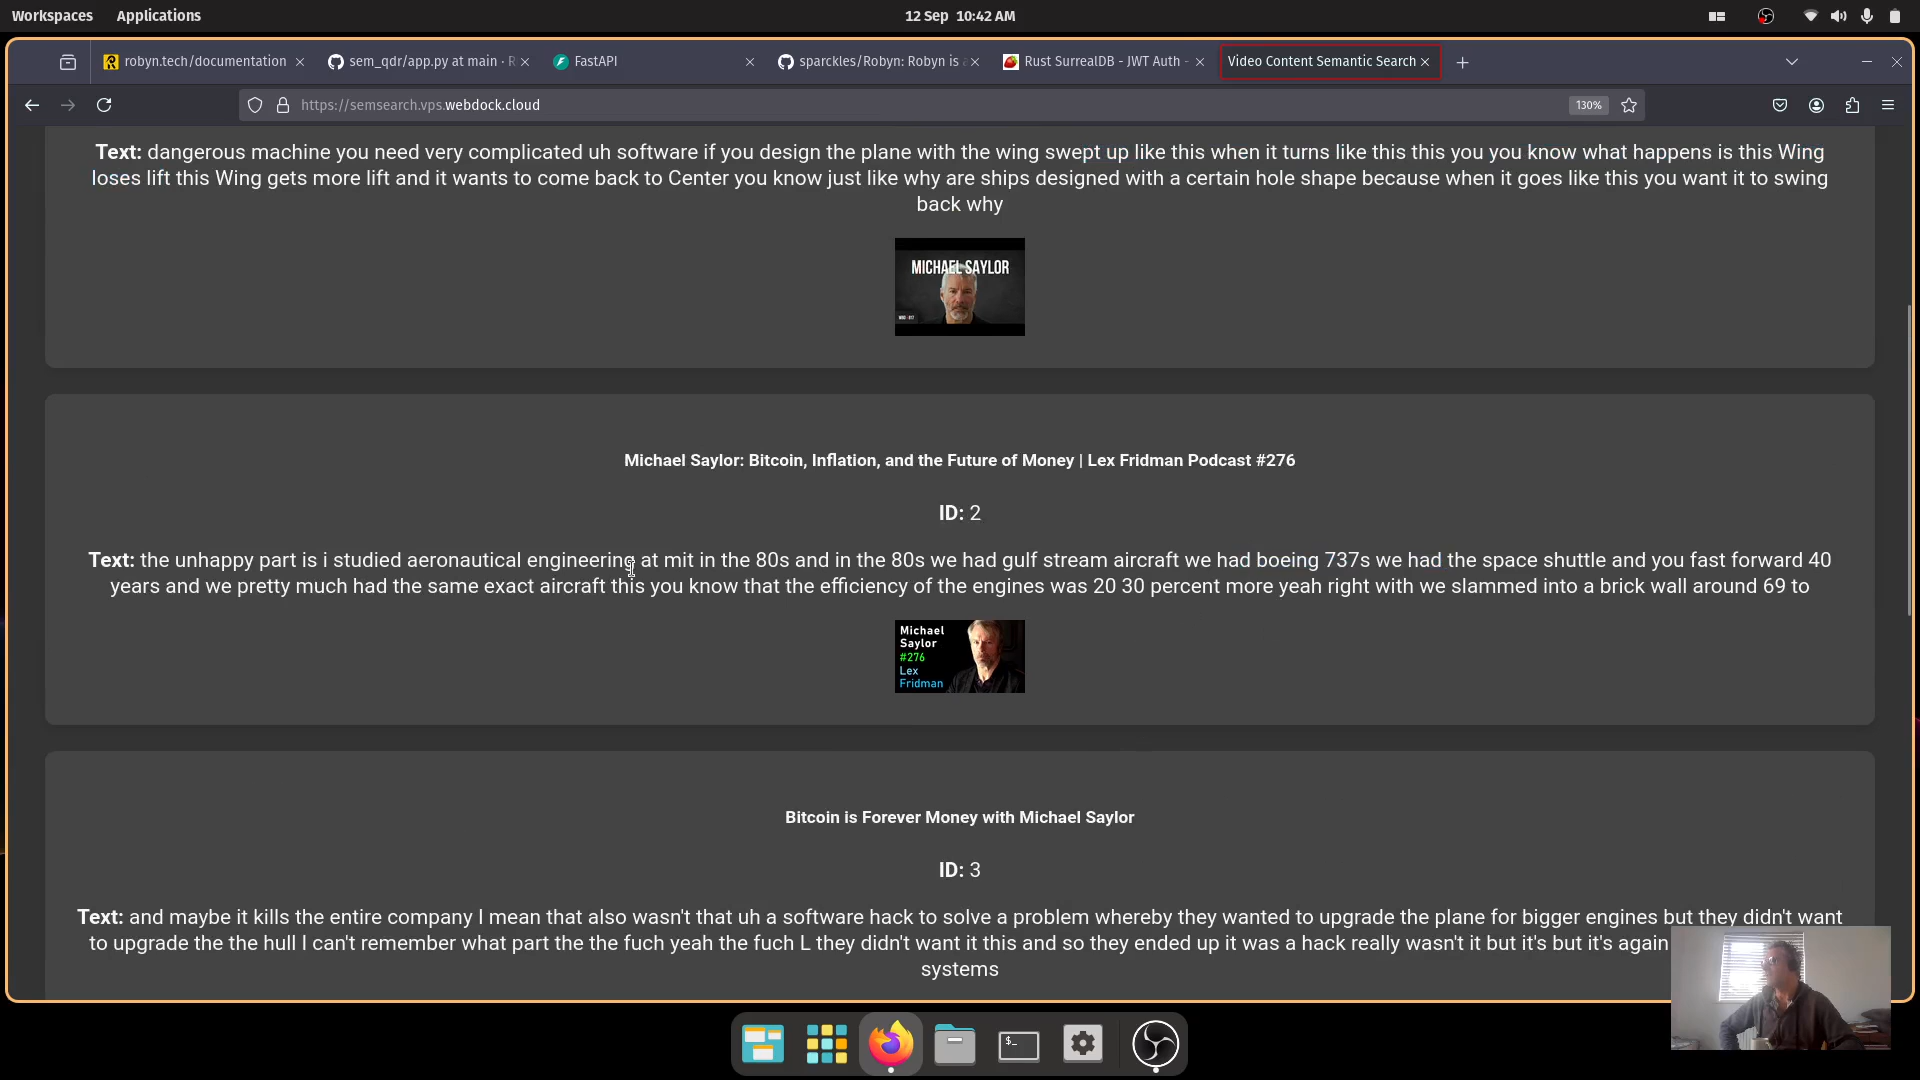 Workspaces Applications 12 Sep 10:42 AM
robyn.tech/documentation sem_qdr/app.py at main · R FastAPI sparckles/Robyn: Robyn is a Rust SurrealDB - JWT Auth - Video Content Semantic Search
https://semsearch.vps.webdock.cloud 130%
Text: dangerous machine you need very complicated uh software if you design the plane with the wing swept up like this when it turns like this this you you know what happens is this Wing
loses lift this Wing gets more lift and it wants to come back to Center you know just like why are ships designed with a certain hole shape because when it goes like this you want it to swing
back why
MICHAEL SAYLOR
Michael Saylor: Bitcoin, Inflation, and the Future of Money | Lex Fridman Podcast #276
ID: 2
Text: the unhappy part is i studied aeronautical engineering at mit in the 80s and in the 80s we had gulf stream aircraft we had boeing 737s we had the space shuttle and you fast forward 40
years and we pretty much had the same exact aircraft this you know that the efficiency of the engines was 20 30 percent more yeah right with we slammed into a brick wall around 69 to
Michael
Saylor
#276
Lex
Fridman
Bitcoin is Forever Money with Michael Saylor
ID: 3
Text: and maybe it kills the entire company I mean that also wasn't that uh a software hack to solve a problem whereby they wanted to upgrade the plane for bigger engines but they didn't want
to upgrade the the hull I can't remember what part the the fuch yeah the fuch L they didn't want it this and so they ended up it was a hack really wasn't it but it's but it's again
systems
$_